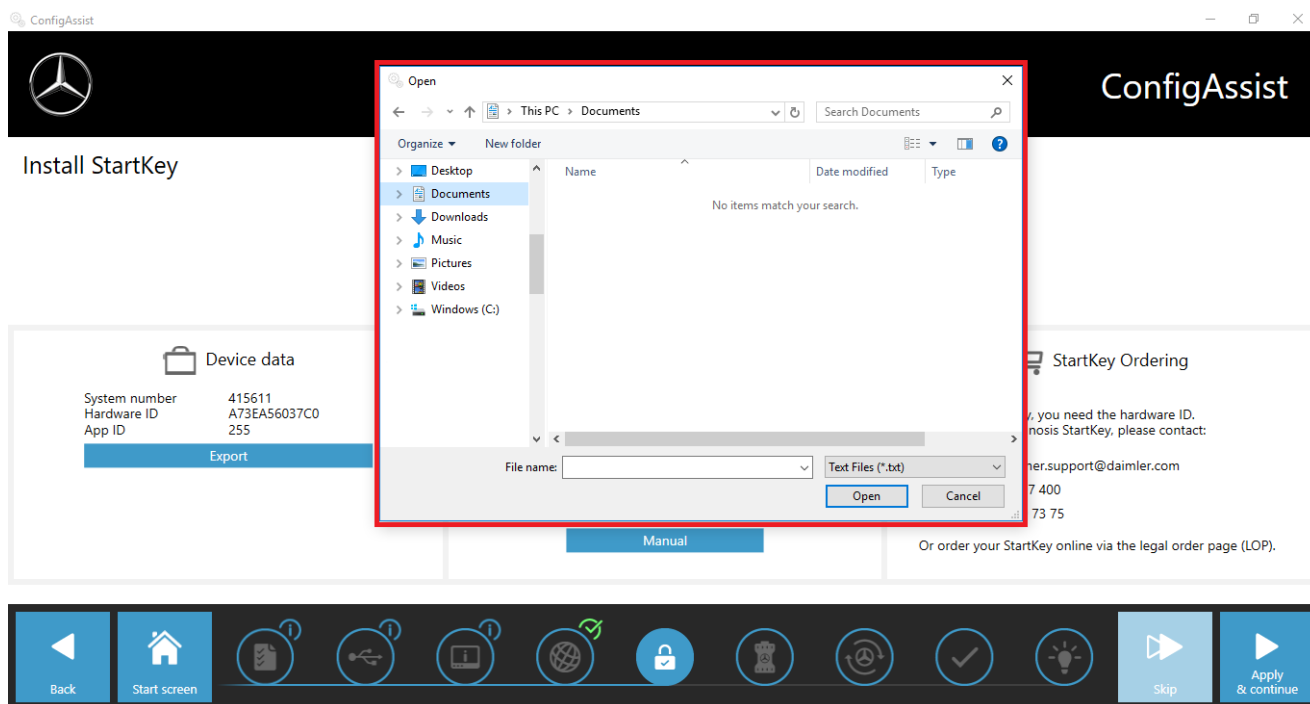 ConfigAssist
ConfigAssist
Install StartKey
Open
This PC > Documents
Search Documents
Organize
New folder
Desktop
Documents
Downloads
Music
Pictures
Videos
Windows (C:)
Name
Date modified
Type
No items match your search.
File name:
Text Files (*.txt)
Open
Cancel
Device data
System number 415611
Hardware ID A73EA56037C0
App ID 255
Export
Manual
StartKey Ordering
, you need the hardware ID.
nosis StartKey, please contact:
er.support@daimler.com
7 400
73 75
Or order your StartKey online via the legal order page (LOP).
Back
Start screen
Skip
Apply
& continue